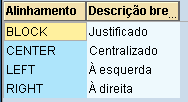 Alinhamento Descrição bre...
BLOCK Justificado
CENTER Centralizado
LEFT À esquerda
RIGHT À direita